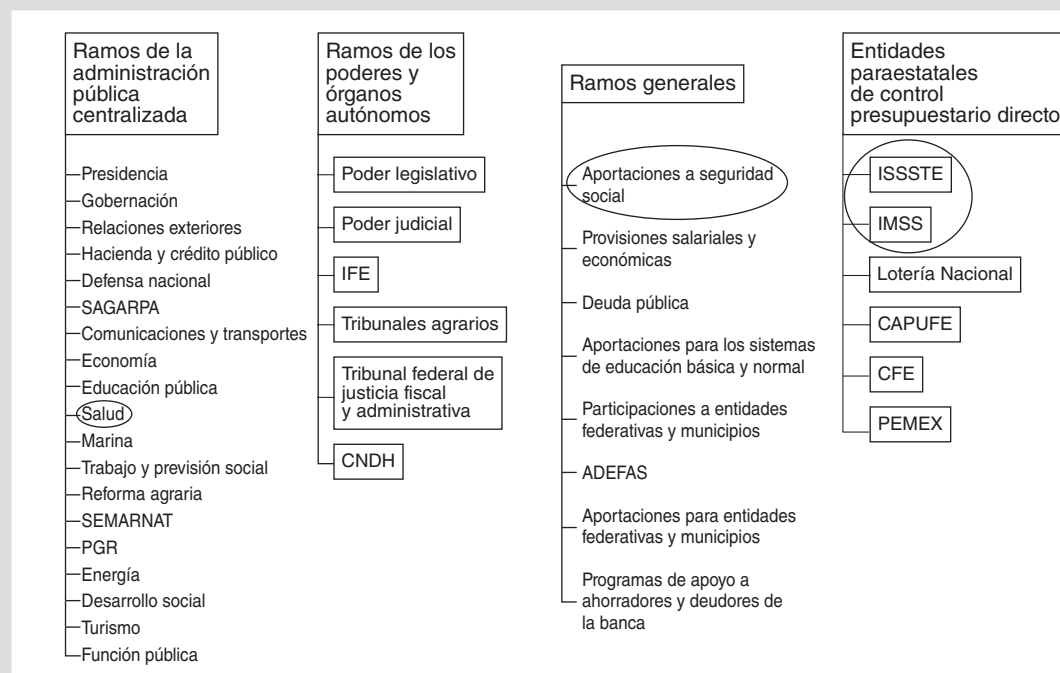 Ramos de la
administración
pública
centralizada
Presidencia
Gobernación
Relaciones exteriores
Hacienda y crédito público
Defensa nacional
SAGARPA
Comunicaciones y transportes
Economía
Educación pública
Salud
Marina
Trabajo y previsión social
Reforma agraria
SEMARNAT
PGR
Energía
Desarrollo social
Turismo
Función pública
Ramos de los
poderes y
órganos
autónomos
Poder legislativo
Poder judicial
IFE
Tribunales agrarios
Tribunal federal de
justicia fiscal
y administrativa
CNDH
Ramos generales
Aportaciones a seguridad
social
Provisiones salariales y
económicas
Deuda pública
Aportaciones para los sistemas
de educación básica y normal
Participaciones a entidades
federativas y municipios
ADEFAS
Aportaciones para entidades
federativas y municipios
Programas de apoyo a
ahorradores y deudores de
la banca
Entidades
paraestatales
de control
presupuestario directo
ISSSTE
IMSS
Lotería Nacional
CAPUFE
CFE
PEMEX